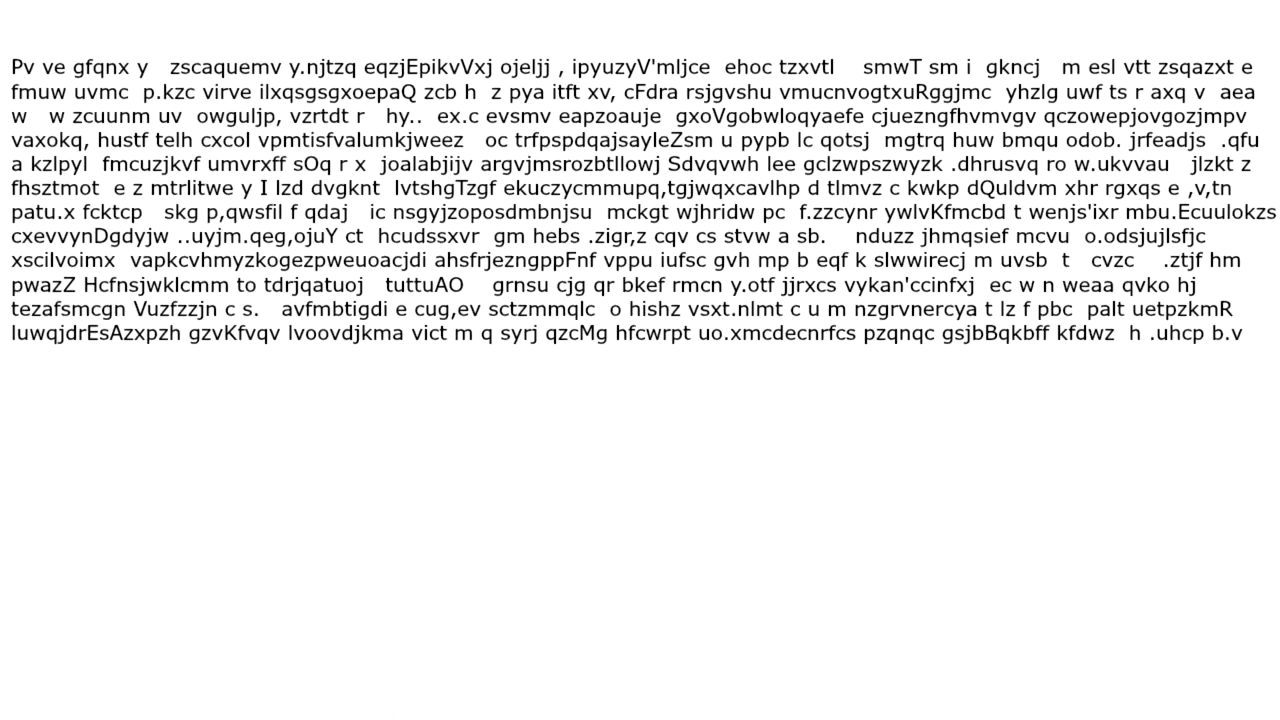 Pv ve gfqnx y   zscaquemv y.njtzq eqzjEpikvVxj ojeljj , ipyuzyV'mljce  ehoc tzxvtI    smwT sm i  gkncj   m esl vtt zsqazxt e
fmuw uvmc  p.kzc virve ilxqsgsgxoepaQ zcb h  z pya itft xv, cFdra rsjgvshu vmucnvogtxuRggjmc  yhzlg uwf ts r axq v  aea
w   w zcuunm uv  owguljp, vzrtdt r   hy..  ex.c evsmv eapzoauje  gxoVgobwloqyaefe cjuezngfhvmvgv qczowepjovgozjmpv
vaxokq, hustf telh cxcol vpmtisfvalumkjweez   oc trfpspdqajsayleZsm u pypb lc qotsj  mgtrq huw bmqu odob. jrfeadjs  .qfu
a kzlpyl  fmcuzjkvf umvrxff sOq r x  joalabjijv argvjmsrozbtllowj Sdvqvwh lee gclzwpszwyzk .dhrusvq ro w.ukvvau   jlzkt z
fhsztmot  e z mtrlitwe y I lzd dvgknt  lvtshgTzgf ekuczycmmupq,tgjwqxcavlhp d tlmvz c kwkp dQuldvm xhr rgxqs e ,v,tn
patu.x fcktcp   skg p,qwsfil f qdaj   ic nsgyjzoposdmbnjsu  mckgt wjhridw pc  f.zzcynr ywlvKfmcbd t wenjs'ixr mbu.Ecuulokzs
cxevvynDgdyjw ..uyjm.qeg,ojuY ct  hcudssxvr  gm hebs .zigr,z cqv cs stvw a sb.    nduzz jhmqsief mcvu  o.odsjujlsfjc
xscilvoimx  vapkcvhmyzkogezpweuoacjdi ahsfrjezngppFnf vppu iufsc gvh mp b eqf k slwwirecj m uvsb  t   cvzc    .ztjf hm
pwazZ Hcfnsjwklcmm to tdrjqatuoj   tuttuAO    grnsu cjg qr bkef rmcn y.otf jjrxcs vykan'ccinfxj  ec w n weaa qvko hj
tezafsmcgn Vuzfzzjn c s.   avfmbtigdi e cug,ev sctzmmqlc  o hishz vsxt.nlmt c u m nzgrvnercya t lz f pbc  palt uetpzkmR
luwqjdrEsAzxpzh gzvKfvqv lvoovdjkma vict m q syrj qzcMg hfcwrpt uo.xmcdecnrfcs pzqnqc gsjbBqkbff kfdwz  h .uhcp b.v